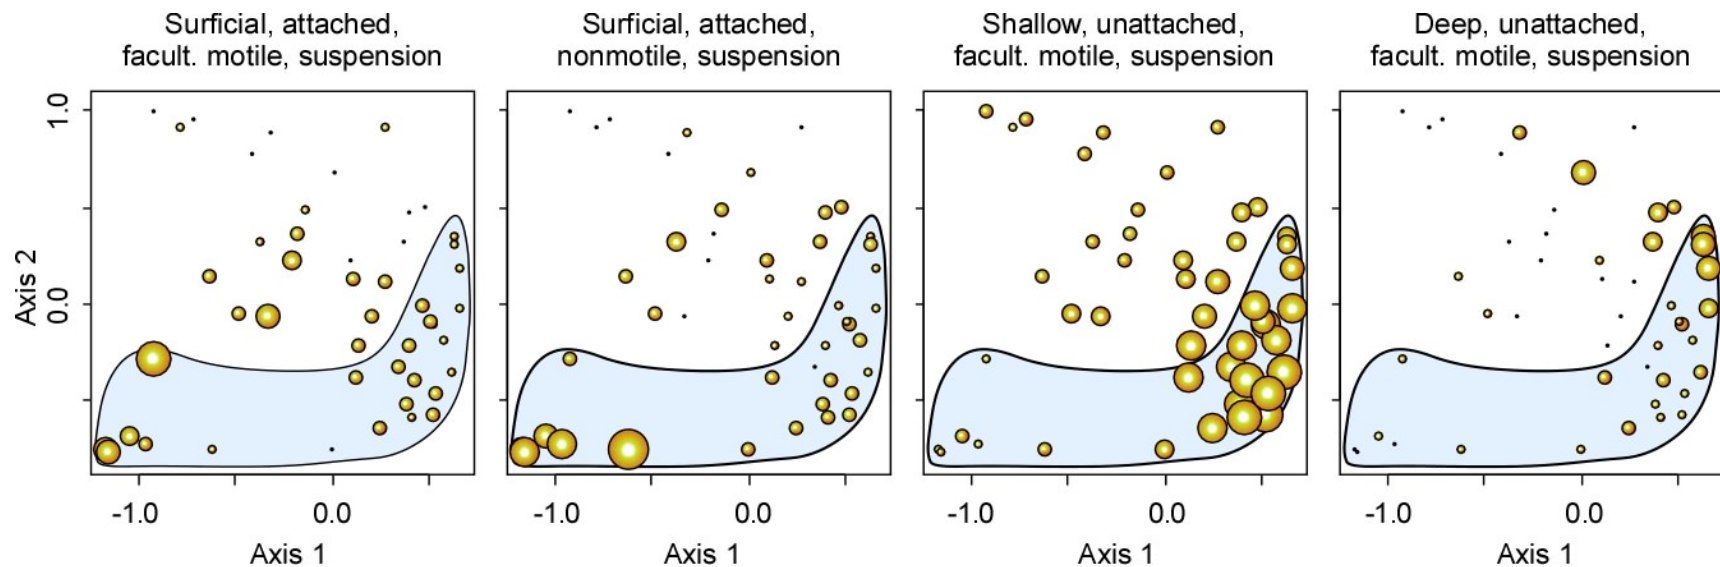 Surficial, attached,
facult. motile, suspension
Surficial, attached,
nonmotile, suspension
Shallow, unattached,
facult. motile, suspension
Deep, unattached,
facult. motile, suspension
1.0
0.0
Axis 2
-1.0 0.0
-1.0 0.0
-1.0 0.0
-1.0 0.0
Axis 1
Axis 1
Axis 1
Axis 1